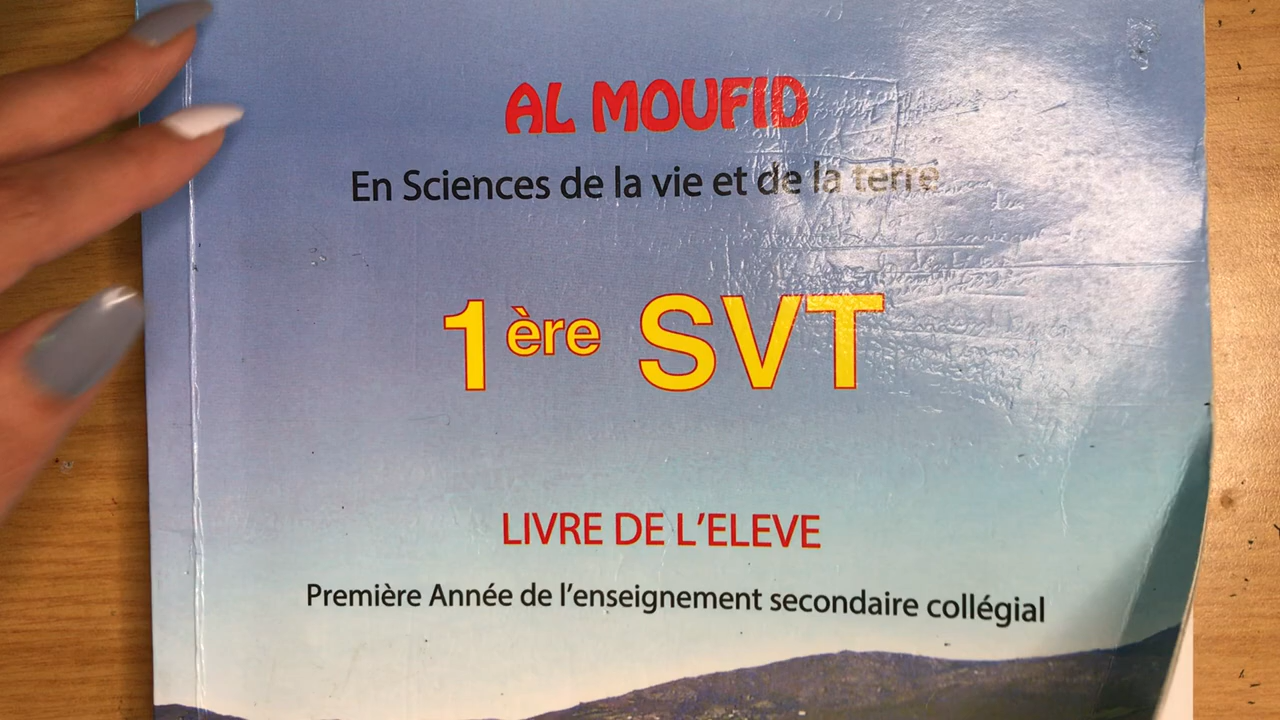 AL MOUFID
En Sciences de la vie et de la terre
1ère SVT
LIVRE DE L'ELEVE
Première Année de l'enseignement secondaire collégial